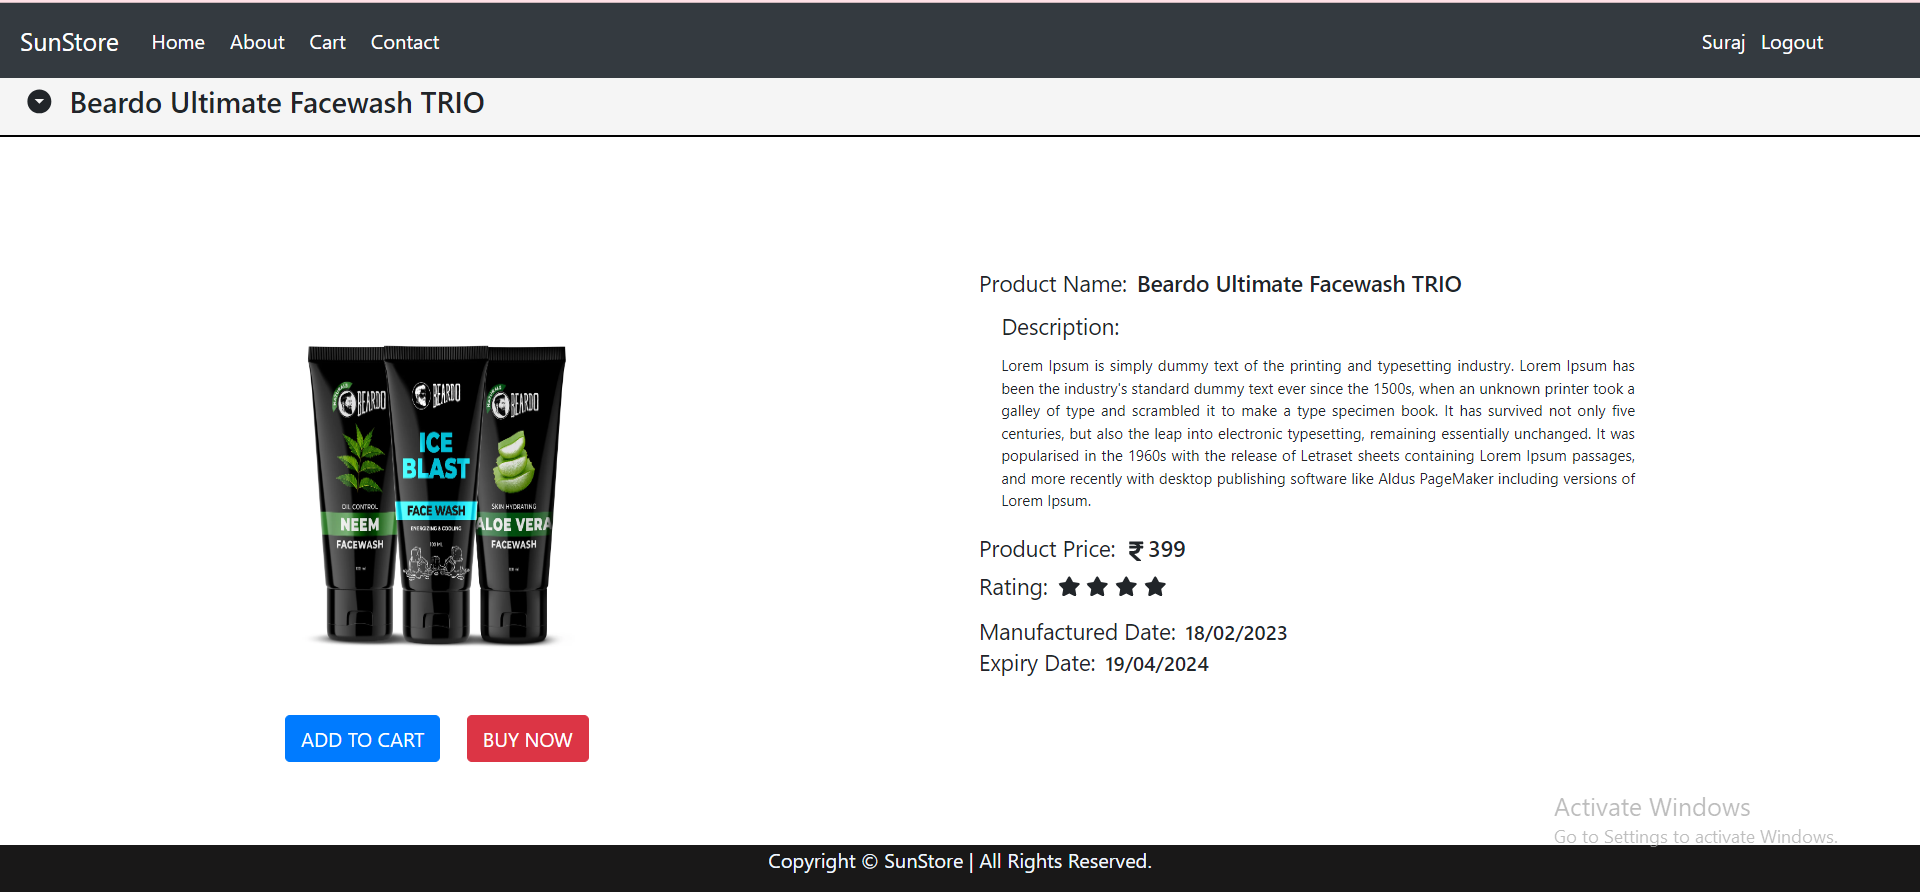 SunStore Home About Cart Contact Suraj Logout
Beardo Ultimate Facewash TRIO
Product Name: Beardo Ultimate Facewash TRIO
Description:
Lorem Ipsum is simply dummy text of the printing and typesetting industry. Lorem Ipsum has
been the industry's standard dummy text ever since the 1500s, when an unknown printer took a
galley of type and scrambled it to make a type specimen book. It has survived not only five
centuries, but also the leap into electronic typesetting, remaining essentially unchanged. It was
popularised in the 1960s with the release of Letraset sheets containing Lorem Ipsum passages,
and more recently with desktop publishing software like Aldus PageMaker including versions of
Lorem Ipsum.
Product Price: ₹ 399
Rating:
Manufactured Date: 18/02/2023
Expiry Date: 19/04/2024
BEARDO
OIL CONTROL
NEEM
FACEWASH
BEARDO
ICE
BLAST
FACE WASH
ENERGIZING & COOLING
100 ML
BEARDO
SKIN HYDRATING
ALOE VERA
FACEWASH
ADD TO CART BUY NOW
Activate Windows
Go to Settings to activate Windows.
Copyright © SunStore | All Rights Reserved.